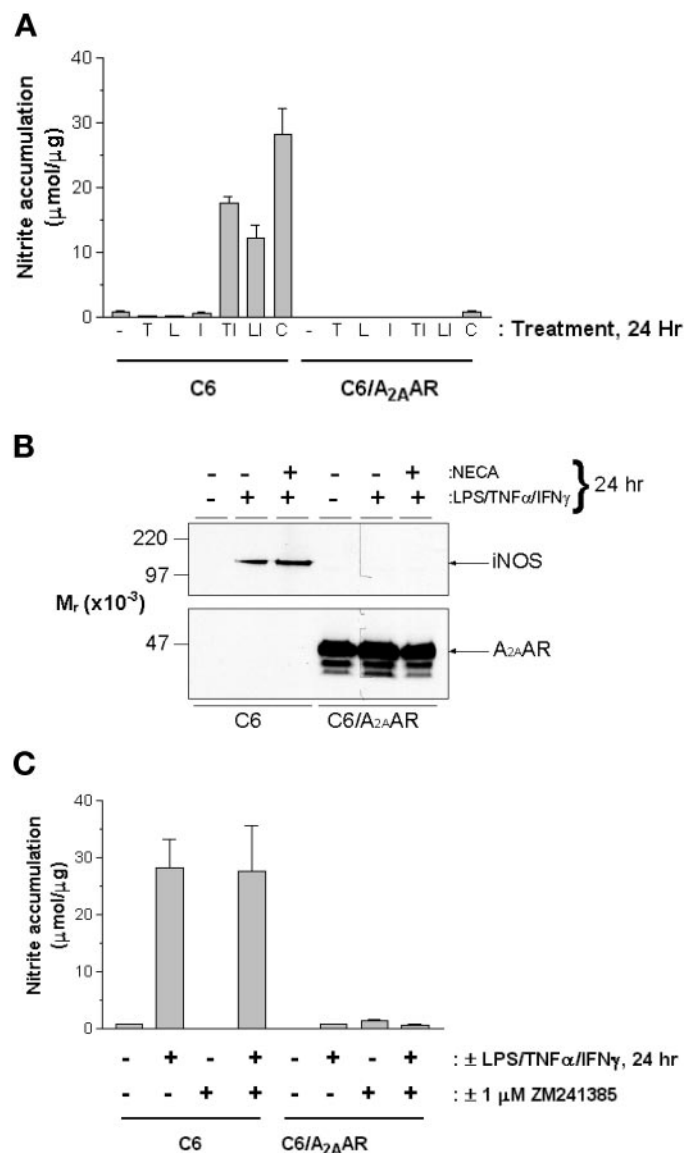 A
Nitrite accumulation
(μmol/μg)
40
30
20
10
0
- T L I TI LI C - T L I TI LI C : Treatment, 24 Hr
C6 C6/A2AAR
B
- - + - - + :NECA
- + + - + + :LPS/TNFα/IFNγ } 24 hr
220
97
iNOS
Mr (x10-3)
47
A2AAR
C6 C6/A2AAR
C
Nitrite accumulation
(μmol/μg)
40
30
20
10
0
- + - + - + - + : ± LPS/TNFα/IFNγ, 24 hr
- - + + - - + + : ± 1 μM ZM241385
C6 C6/A2AAR